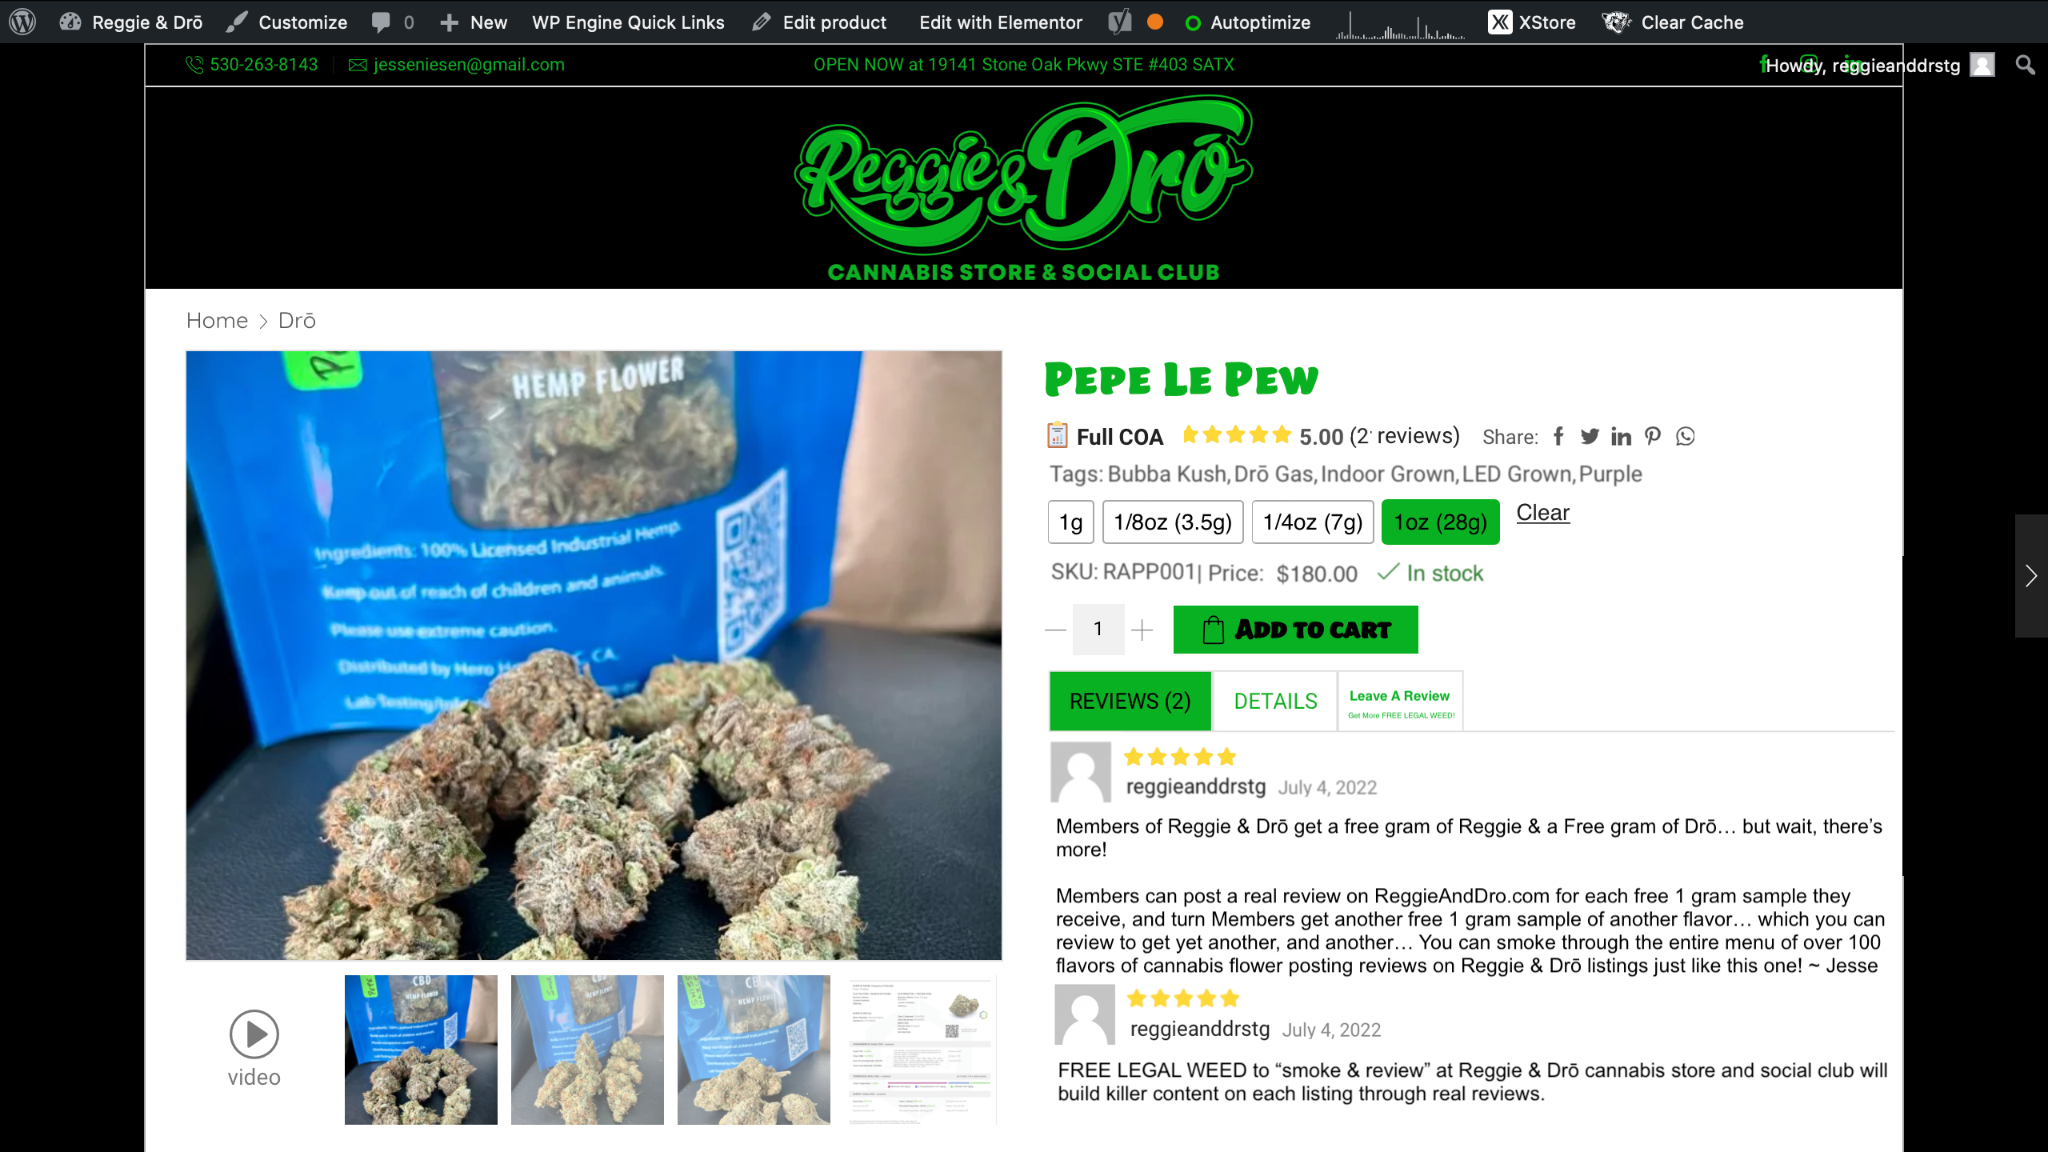 Reggie & Drō Customize 0 New WP Engine Quick Links Edit product Edit with Elementor Autoptimize XStore Clear Cache
530-263-8143 jesseniesen@gmail.com OPEN NOW at 19141 Stone Oak Pkwy STE #403 SATX Howdy, reggieanddrstg
Reggie & Drō
CANNABIS STORE & SOCIAL CLUB
Home > Drō
HEMP FLOWER
Ingredients: 100% Licensed Industrial Hemp.
Keep out of reach of children and animals.
Please use extreme caution.
Distributed by Hero CA.
Lab Testing
PEPE LE PEW
Full COA 5.00 (2 reviews) Share:
Tags: Bubba Kush, Drō Gas, Indoor Grown, LED Grown, Purple
1g 1/8oz (3.5g) 1/4oz (7g) 1oz (28g) Clear
SKU: RAPP001| Price: $180.00 In stock
1 ADD TO CART
REVIEWS (2) DETAILS Leave A Review
Get More FREE LEGAL WEED!
reggieanddrstg July 4, 2022
Members of Reggie & Drō get a free gram of Reggie & a Free gram of Drō… but wait, there's
more!
Members can post a real review on ReggieAndDro.com for each free 1 gram sample they
receive, and turn Members get another free 1 gram sample of another flavor… which you can
review to get yet another, and another… You can smoke through the entire menu of over 100
flavors of cannabis flower posting reviews on Reggie & Drō listings just like this one! ~ Jesse
reggieanddrstg July 4, 2022
FREE LEGAL WEED to “smoke & review” at Reggie & Drō cannabis store and social club will
build killer content on each listing through real reviews.
video
CBD
HEMP FLOWER